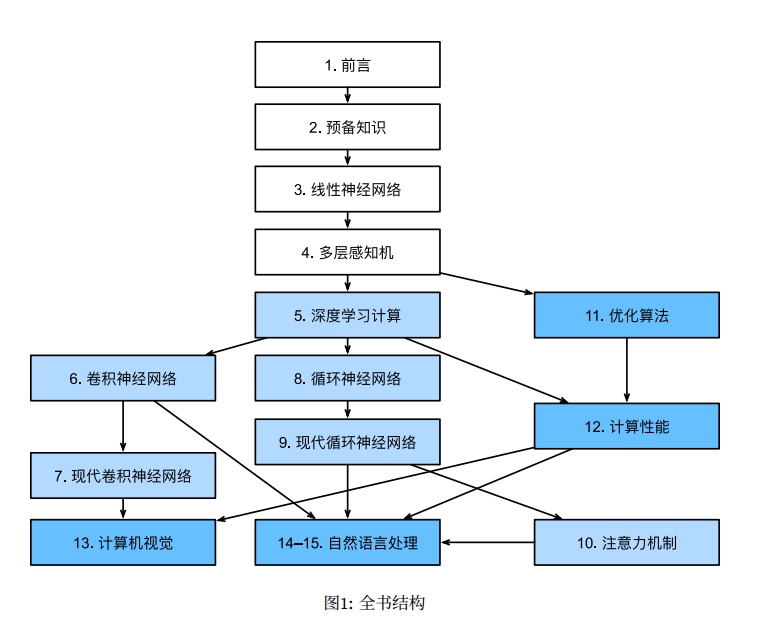 1. 前言
2. 预备知识
3. 线性神经网络
4. 多层感知机
5. 深度学习计算
11. 优化算法
6. 卷积神经网络
8. 循环神经网络
12. 计算性能
9. 现代循环神经网络
7. 现代卷积神经网络
13. 计算机视觉
14–15. 自然语言处理
10. 注意力机制
图1: 全书结构